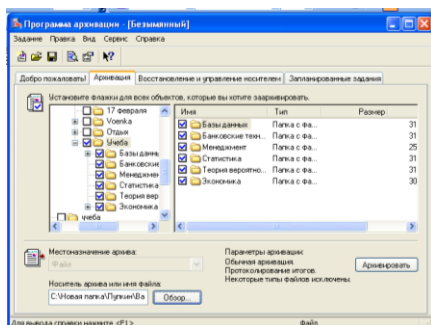 Программа архивации - [Безымянный]
Задание Правка Вид Сервис Справка
Добро пожаловать! Архивация Восстановление и управление носителем Запланированные задания
Установите флажки для всех объектов, которые вы хотите заархивировать.
17 февраля
Voenka
Отдых
Учеба
Базы даннь
Банковские
Менеджмен
Статистика
Теория вер
Экономика
учеба
Имя Тип Размер
Базы данных Папка с фа... 31
Банковские техн... Папка с фа... 31
Менеджмент Папка с фа... 25
Статистика Папка с фа... 31
Теория вероятно... Папка с фа... 31
Экономика Папка с фа... 30
Местоназначение архива:
Файл
Носитель архива или имя файла:
C:\Новая папка\Пупкин\Ва
Обзор...
Параметры архивации:
Обычная архивация.
Протоколирование итогов.
Некоторые типы файлов исключены.
Архивировать
Для вывода справки нажмите <F1> Файл